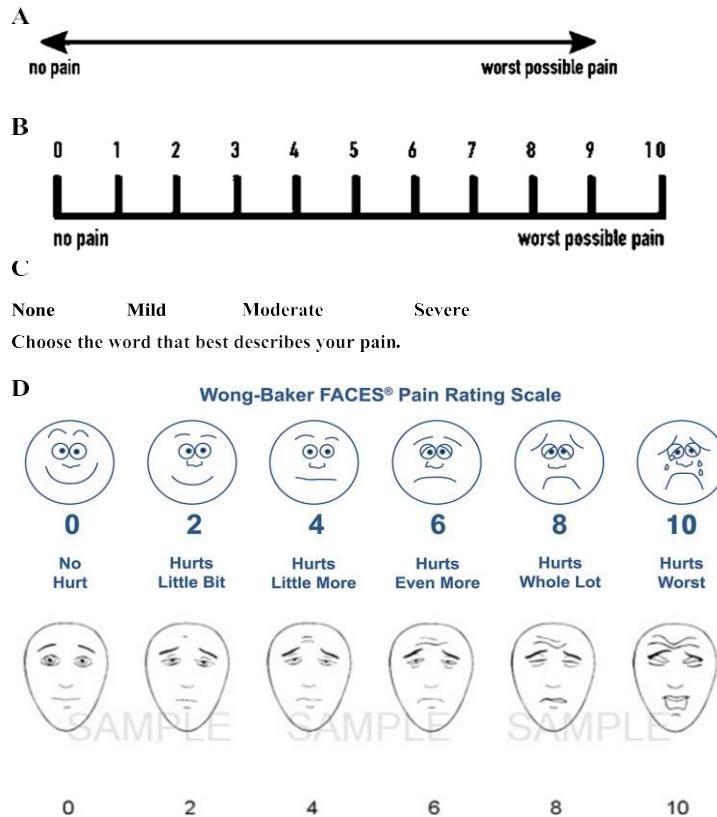 A
no pain worst possible pain
B
0 1 2 3 4 5 6 7 8 9 10
no pain worst possible pain
C
None Mild Moderate Severe
Choose the word that best describes your pain.
D
Wong-Baker FACES® Pain Rating Scale
0 2 4 6 8 10
No Hurts Hurts Hurts Hurts Hurts
Hurt Little Bit Little More Even More Whole Lot Worst
SAMPLE SAMPLE SAMPLE
0 2 4 6 8 10